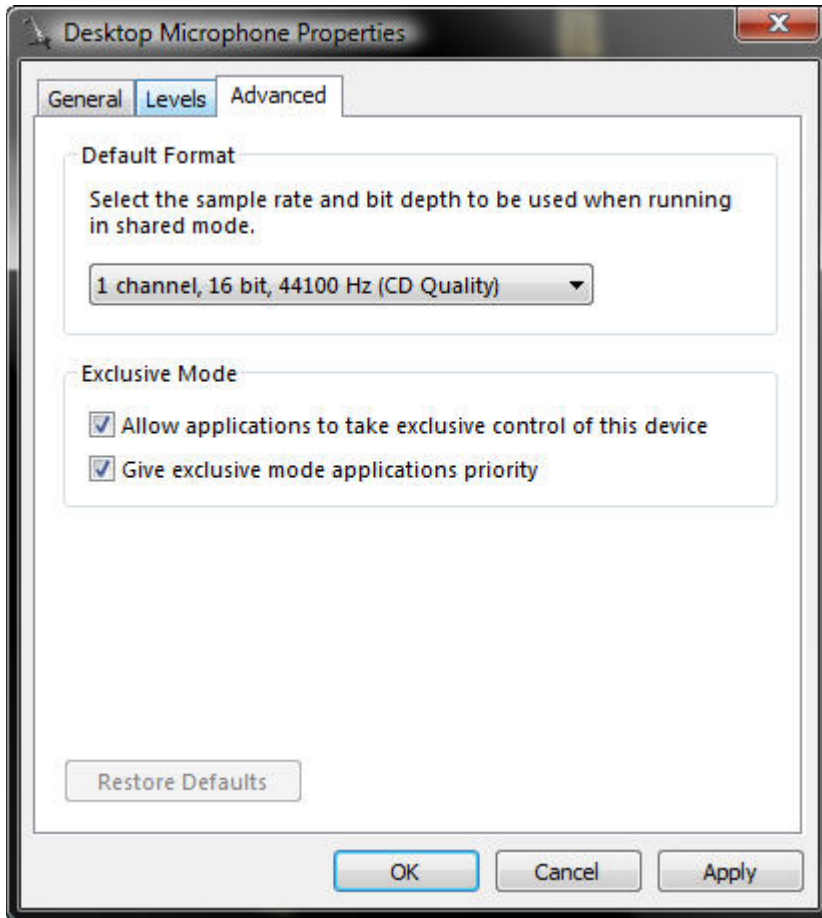 Desktop Microphone Properties
General Levels Advanced
Default Format
Select the sample rate and bit depth to be used when running
in shared mode.
1 channel, 16 bit, 44100 Hz (CD Quality)
Exclusive Mode
Allow applications to take exclusive control of this device
Give exclusive mode applications priority
Restore Defaults
OK Cancel Apply